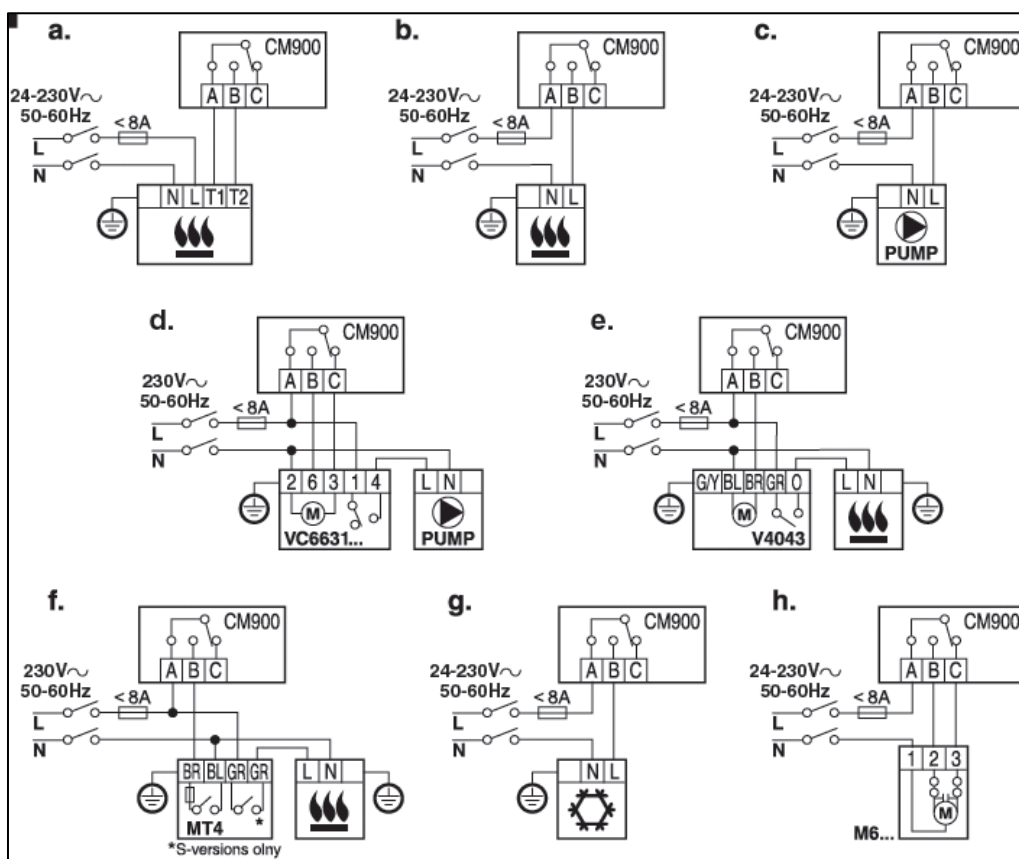 a.
CM900
A B C
24-230V~
50-60Hz
< 8A
L
N
N L T1 T2
b.
CM900
A B C
24-230V~
50-60Hz
< 8A
L
N
N L
c.
CM900
A B C
24-230V~
50-60Hz
< 8A
L
N
N L
PUMP
d.
CM900
A B C
230V~
50-60Hz
< 8A
L
N
2 6 3 1 4
M
VC6631...
L N
PUMP
e.
CM900
A B C
230V~
50-60Hz
< 8A
L
N
G/Y BL BR GR O
M
V4043
L N
f.
CM900
A B C
230V~
50-60Hz
< 8A
L
N
BR BL GR GR
*
MT4
L N
*S-versions olny
g.
CM900
A B C
24-230V~
50-60Hz
< 8A
L
N
N L
h.
CM900
A B C
24-230V~
50-60Hz
< 8A
L
N
1 2 3
M
M6...